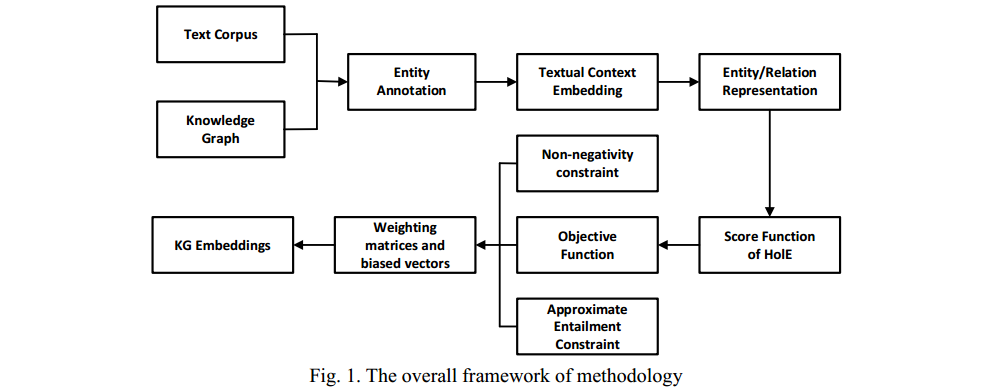 Text Corpus
Knowledge
Graph
Entity
Annotation
Textual Context
Embedding
Entity/Relation
Representation
Non-negativity
constraint
KG Embeddings
Weighting
matrices and
biased vectors
Objective
Function
Score Function
of HolE
Approximate
Entailment
Constraint
Fig. 1. The overall framework of methodology